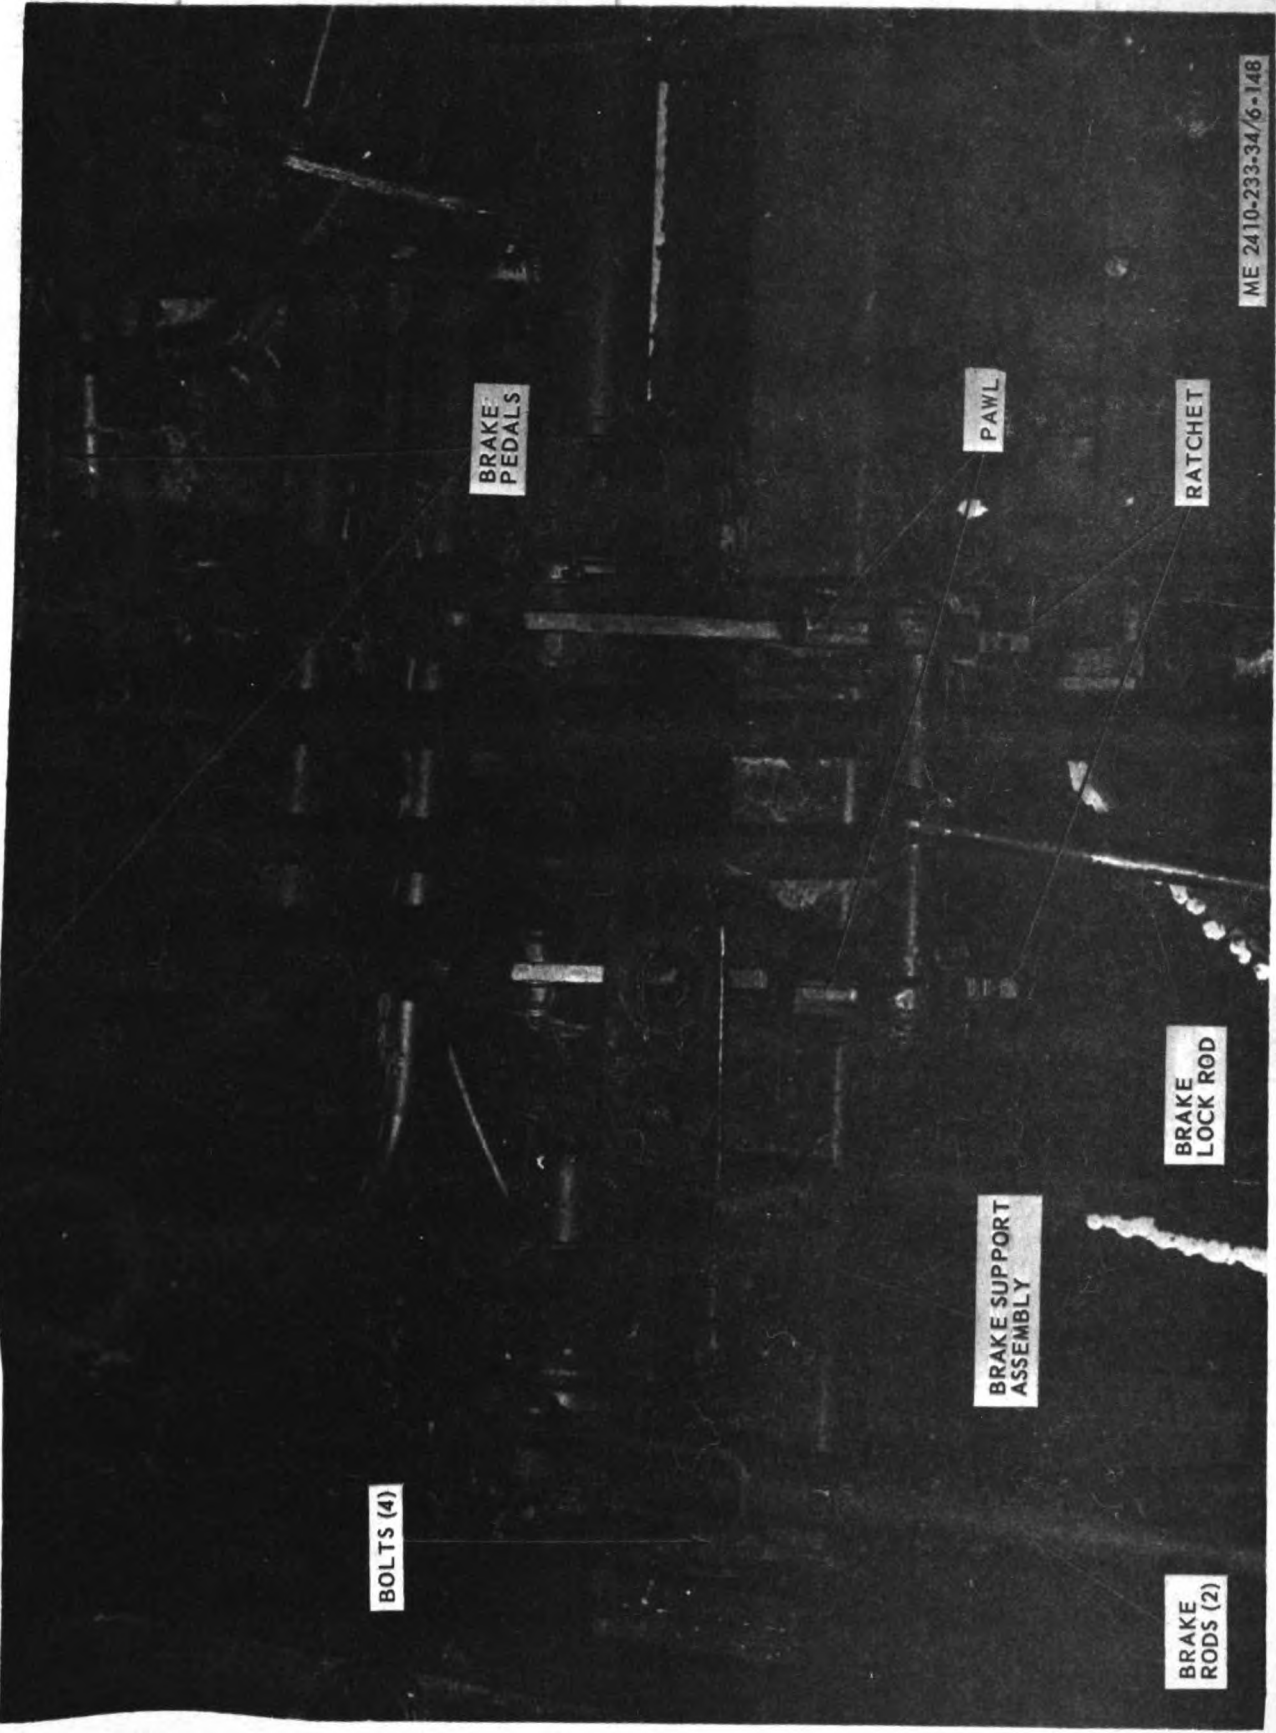 BOLTS (4)
BRAKE
PEDALS
BRAKE SUPPORT
ASSEMBLY
PAWL
BRAKE
RODS (2)
BRAKE
LOCK ROD
RATCHET
ME 2410-233-34/6-148